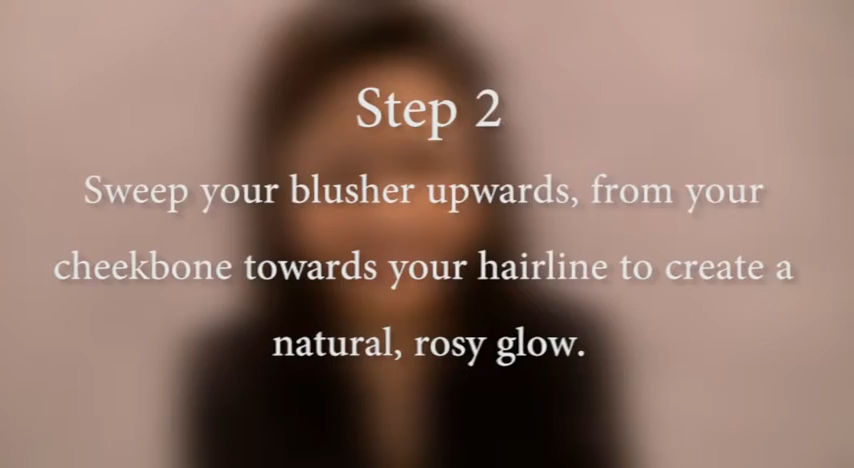 Step 2
Sweep your blusher upwards, from your
cheekbone towards your hairline to create a
natural, rosy glow.